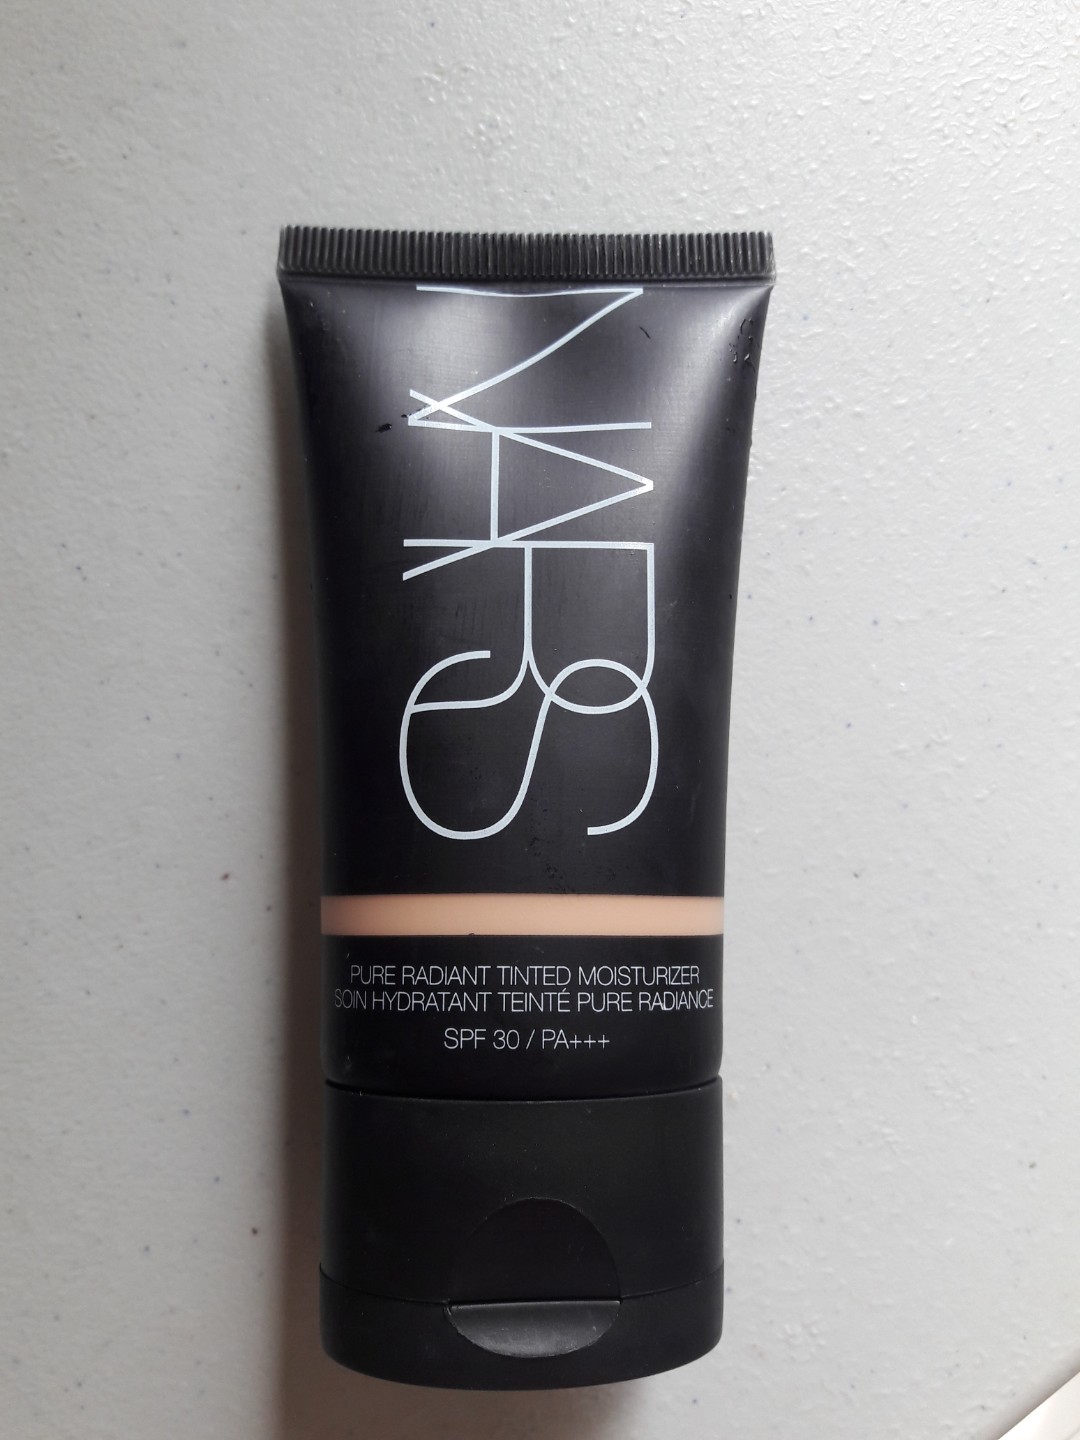 NARS
PURE RADIANT TINTED MOISTURIZER
SOIN HYDRATANT TEINTÉ PURE RADIANCE
SPF 30 / PA+++